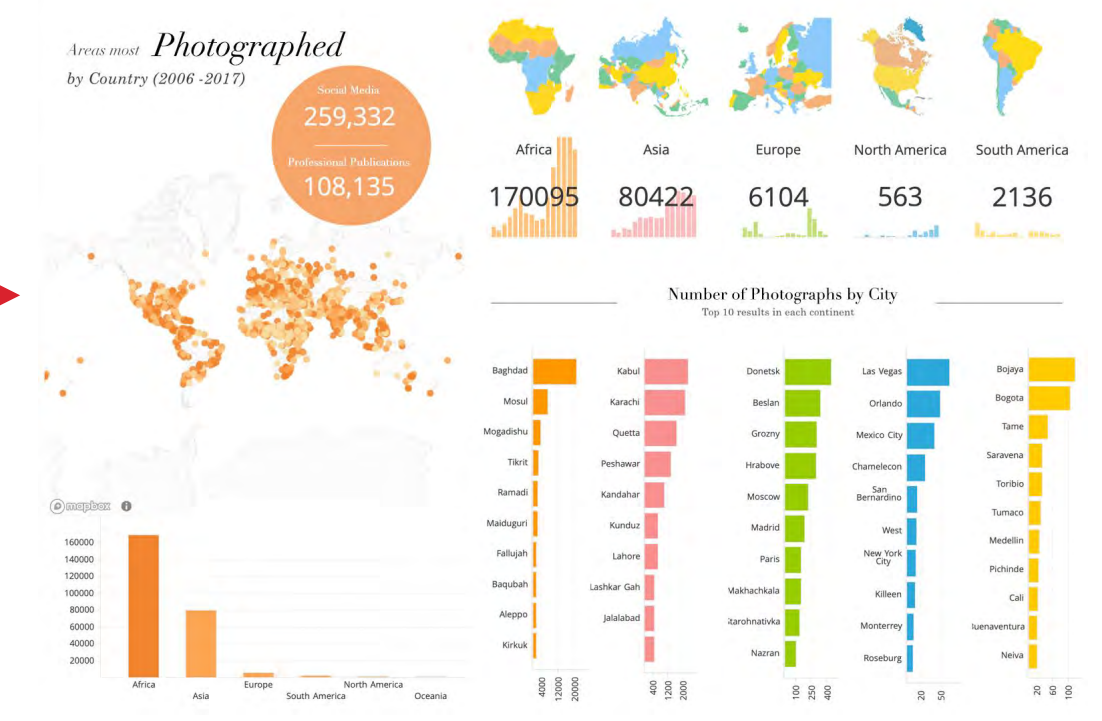 Areas most Photographed
by Country (2006 -2017)
Social Media
259,332
Professional Publications
108,135
mapbox
160000
140000
120000
100000
80000
60000
40000
20000
Africa
Asia
Europe
South America
North America
Oceania
Africa
170095
Asia
80422
Europe
6104
North America
563
South America
2136
Number of Photographs by City
Top 10 results in each continent
Baghdad
Mosul
Mogadishu
Tikrit
Ramadi
Maiduguri
Fallujah
Baqubah
Aleppo
Kirkuk
4000 12000 20000
Kabul
Karachi
Quetta
Peshawar
Kandahar
Kunduz
Lahore
Lashkar Gah
Jalalabad
400 1200 2000
Donetsk
Beslan
Grozny
Hrabove
Moscow
Madrid
Paris
Makhachkala
Starohnativka
Nazran
100 250 400
Las Vegas
Orlando
Mexico City
Chamelecon
San
Bernardino
West
New York
City
Killeen
Monterrey
Roseburg
20 50
Bojaya
Bogota
Tame
Saravena
Toribio
Tumaco
Medellin
Pichinde
Cali
uenaventura
Neiva
20 60 100